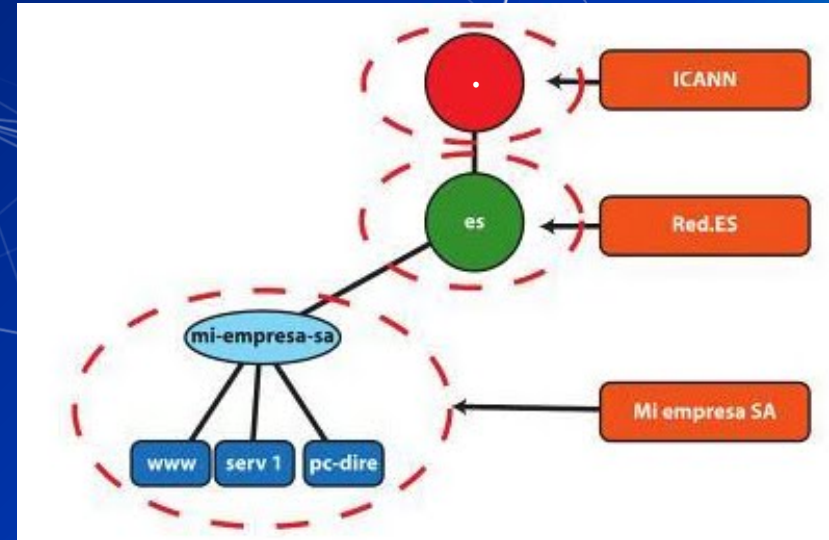 .
ICANN
es
Red.ES
mi-empresa-sa
Mi empresa SA
www
serv 1
pc-dire